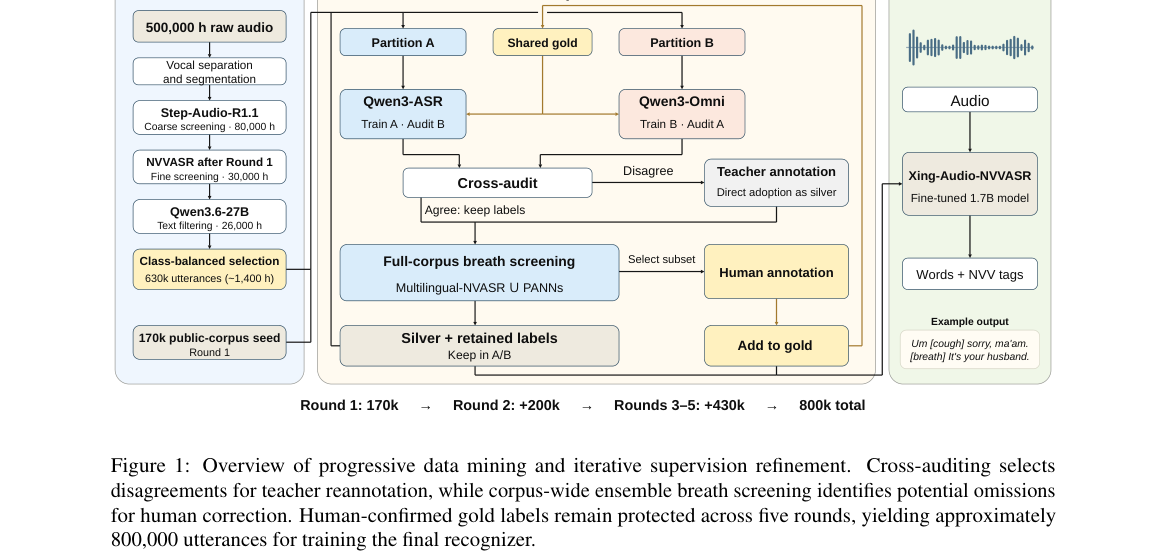 500,000 h raw audio
Vocal separation
and segmentation
Step-Audio-R1.1
Coarse screening · 80,000 h
NVVASR after Round 1
Fine screening · 30,000 h
Qwen3.6-27B
Text filtering · 26,000 h
Class-balanced selection
630k utterances (~1,400 h)
170k public-corpus seed
Round 1
Partition A
Shared gold
Partition B
Qwen3-ASR
Train A · Audit B
Qwen3-Omni
Train B · Audit A
Cross-audit
Disagree
Teacher annotation
Direct adoption as silver
Agree: keep labels
Full-corpus breath screening
Multilingual-NVASR ∪ PANNs
Select subset
Human annotation
Silver + retained labels
Keep in A/B
Add to gold
Audio
Xing-Audio-NVVASR
Fine-tuned 1.7B model
Words + NVV tags
Example output
Um [cough] sorry, ma'am.
[breath] It's your husband.
Round 1: 170k → Round 2: +200k → Rounds 3–5: +430k → 800k total
Figure 1: Overview of progressive data mining and iterative supervision refinement. Cross-auditing selects
disagreements for teacher reannotation, while corpus-wide ensemble breath screening identifies potential omissions
for human correction. Human-confirmed gold labels remain protected across five rounds, yielding approximately
800,000 utterances for training the final recognizer.